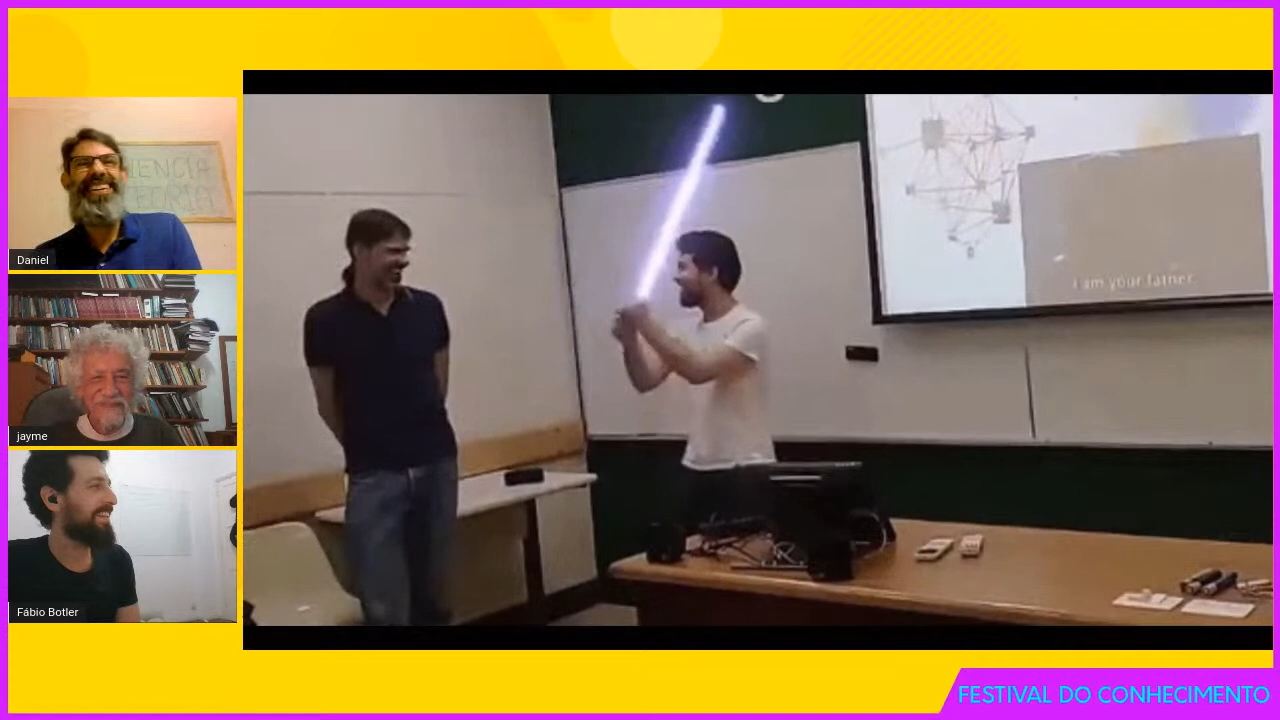 Daniel
jayme
Fábio Botler
I am your father
FESTIVAL DO CONHECIMENTO